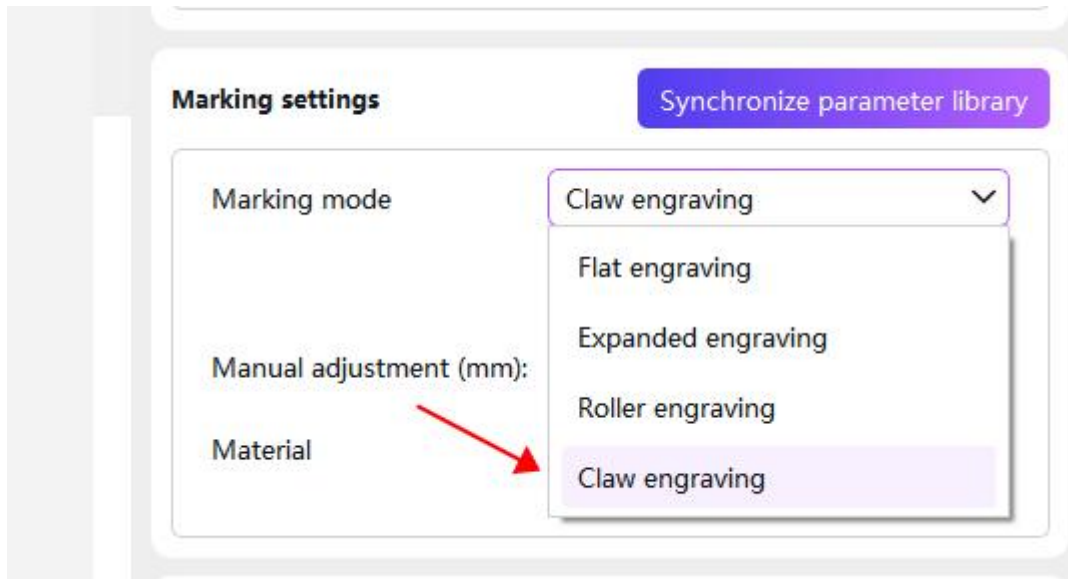 Marking settings
Synchronize parameter library
Marking mode
Claw engraving
Flat engraving
Expanded engraving
Manual adjustment (mm):
Roller engraving
Material
Claw engraving